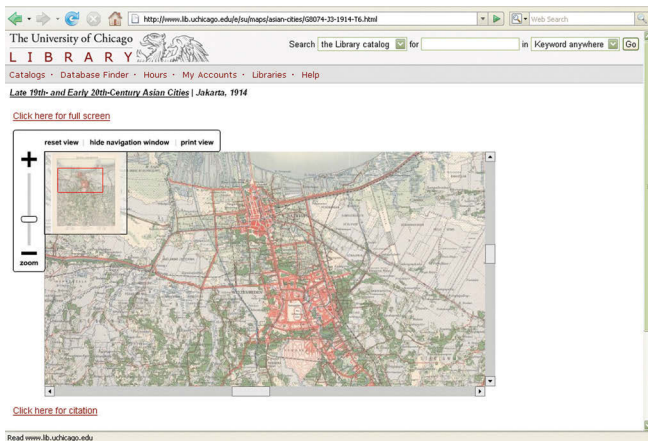 http://www.lib.uchicago.edu/e/su/maps/asian-cities/G8074-J3-1914-T6.html
Web Search
The University of Chicago
LIBRARY
Search the Library catalog for in Keyword anywhere Go
Catalogs · Database Finder · Hours · My Accounts · Libraries · Help
Late 19th- and Early 20th-Century Asian Cities | Jakarta, 1914
Click here for full screen
reset view | hide navigation window | print view
zoom
Click here for citation
Read www.lib.uchicago.edu